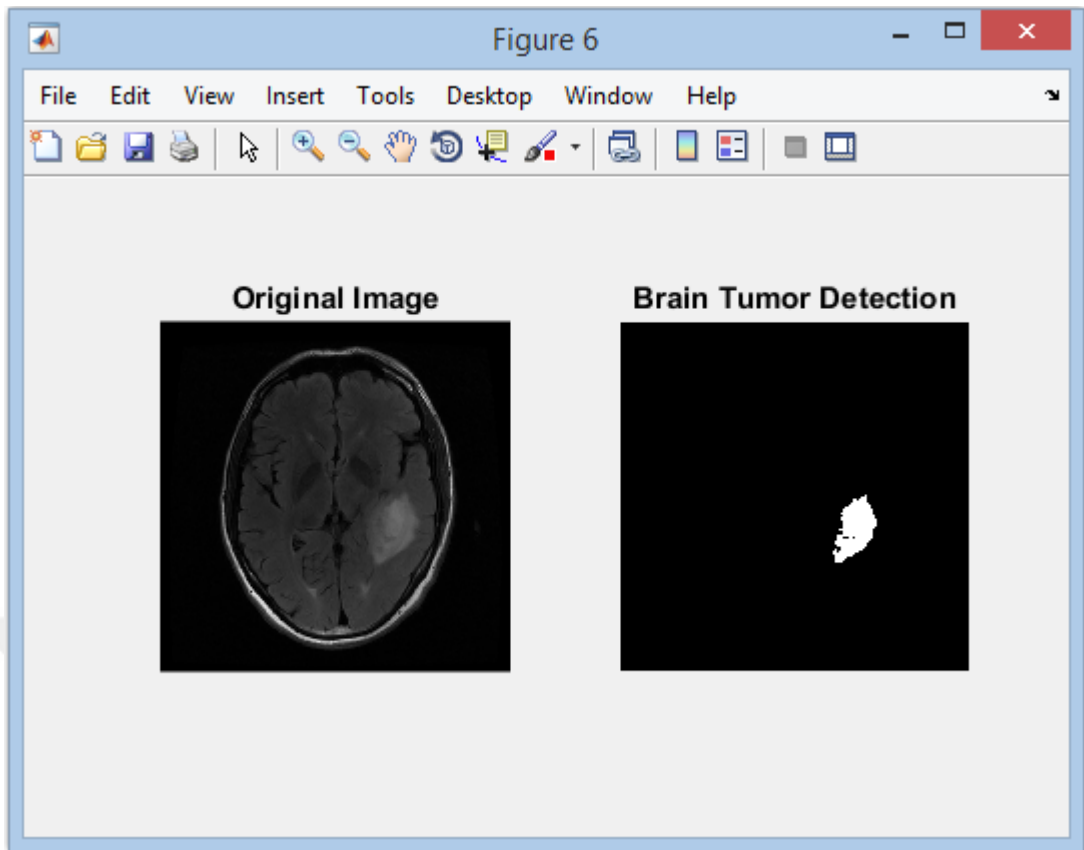 Figure 6
File Edit View Insert Tools Desktop Window Help
Original Image
Brain Tumor Detection